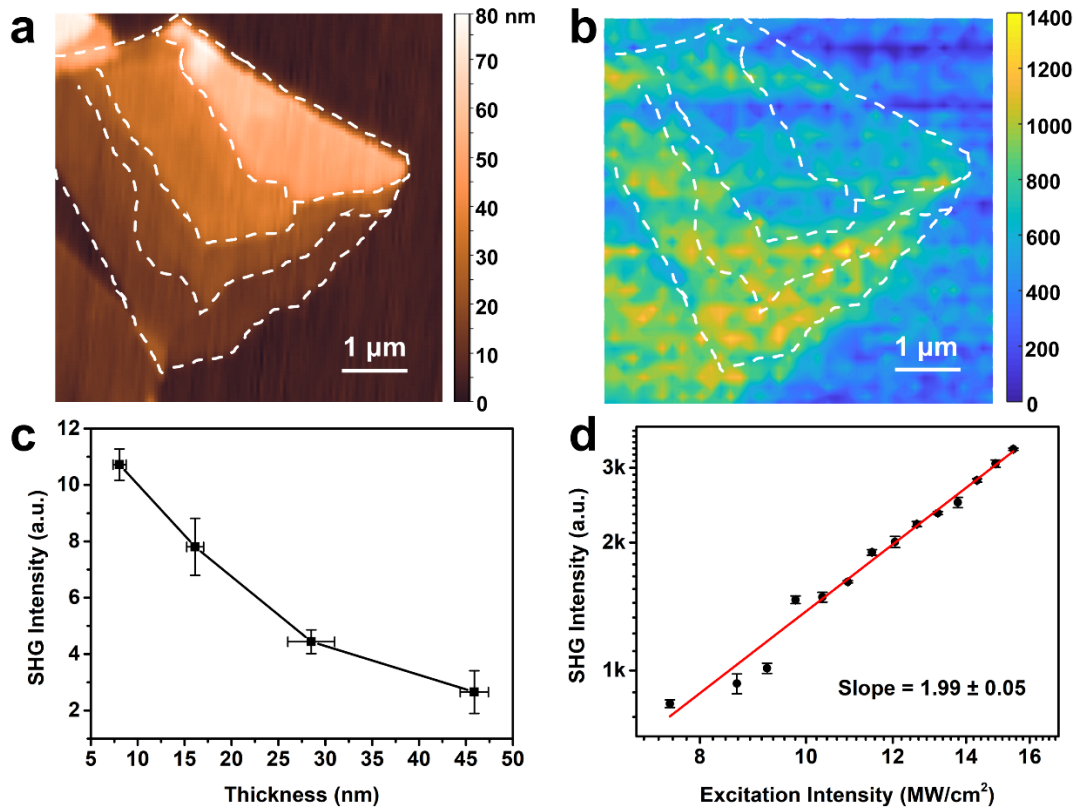 a
80 nm
70
60
50
40
30
20
10
0
1 µm
b
1400
1200
1000
800
600
400
200
0
1 µm
c
12
10
8
6
4
2
5 10 15 20 25 30 35 40 45 50
SHG Intensity (a.u.)
Thickness (nm)
d
3k
2k
1k
8 10 12 14 16
SHG Intensity (a.u.)
Excitation Intensity (MW/cm²)
Slope = 1.99 ± 0.05